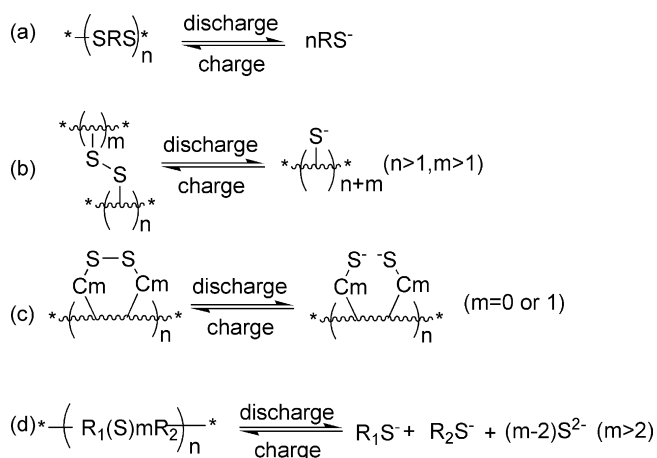 (a) * (SRS)n* discharge charge nRS-
(b) * ( )m * S S * ( )n * discharge charge S- * ( )n+m * (n>1,m>1)
(c) S S Cm Cm * ( )n * discharge charge S- -S Cm Cm * ( )n * (m=0 or 1)
(d) * ( R1(S)mR2 )n * discharge charge R1S- + R2S- + (m-2)S2- (m>2)